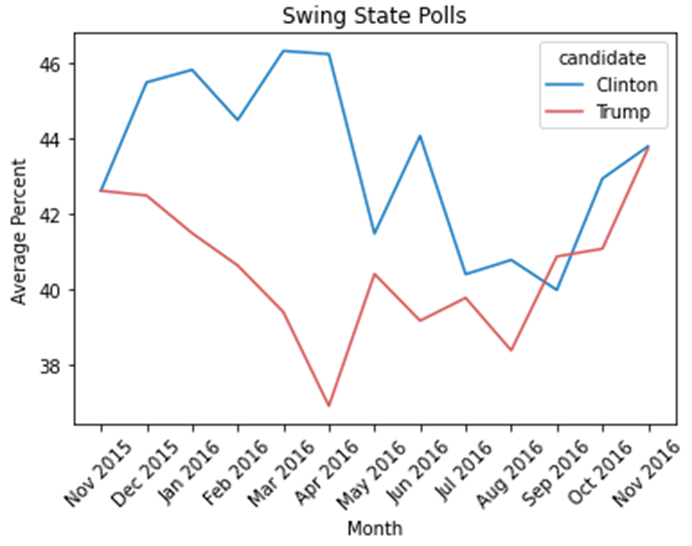 Swing State Polls
candidate
Clinton
Trump
Average Percent
46
44
42
40
38
Nov 2015
Dec 2015
Jan 2016
Feb 2016
Mar 2016
Apr 2016
May 2016
Jun 2016
Jul 2016
Aug 2016
Sep 2016
Oct 2016
Nov 2016
Month